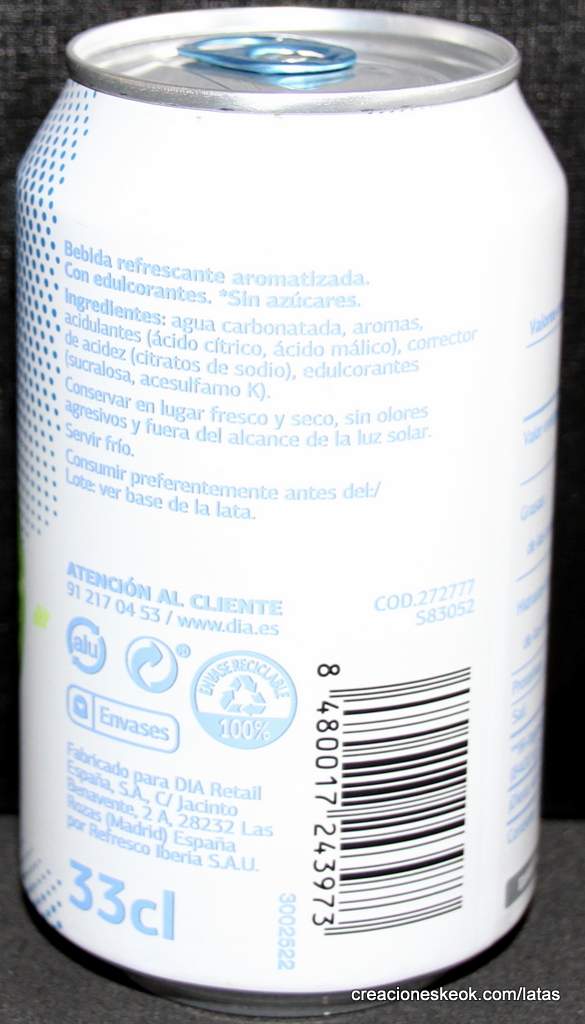 Bebida refrescante aromatizada.
Con edulcorantes. *Sin azúcares.
Ingredientes: agua carbonatada, aromas,
acidulantes (ácido cítrico, ácido málico), corrector
de acidez (citratos de sodio), edulcorantes
(sucralosa, acesulfamo K).
Conservar en lugar fresco y seco, sin olores
agresivos y fuera del alcance de la luz solar.
Servir frío.
Consumir preferentemente antes del:/
Lote: ver base de la lata.
ATENCIÓN AL CLIENTE
91 217 04 53 / www.dia.es
COD.272777
S83052
alu
®
ENVASE RECICLABLE
100%
Envases
Fabricado para DIA Retail
España, S.A., C/ Jacinto
Benavente, 2 A, 28232 Las
Rozas (Madrid) España
por Refresco Iberia S.A.U.
33cl
3002522
8 480017 243973
creacioneskeok.com/latas